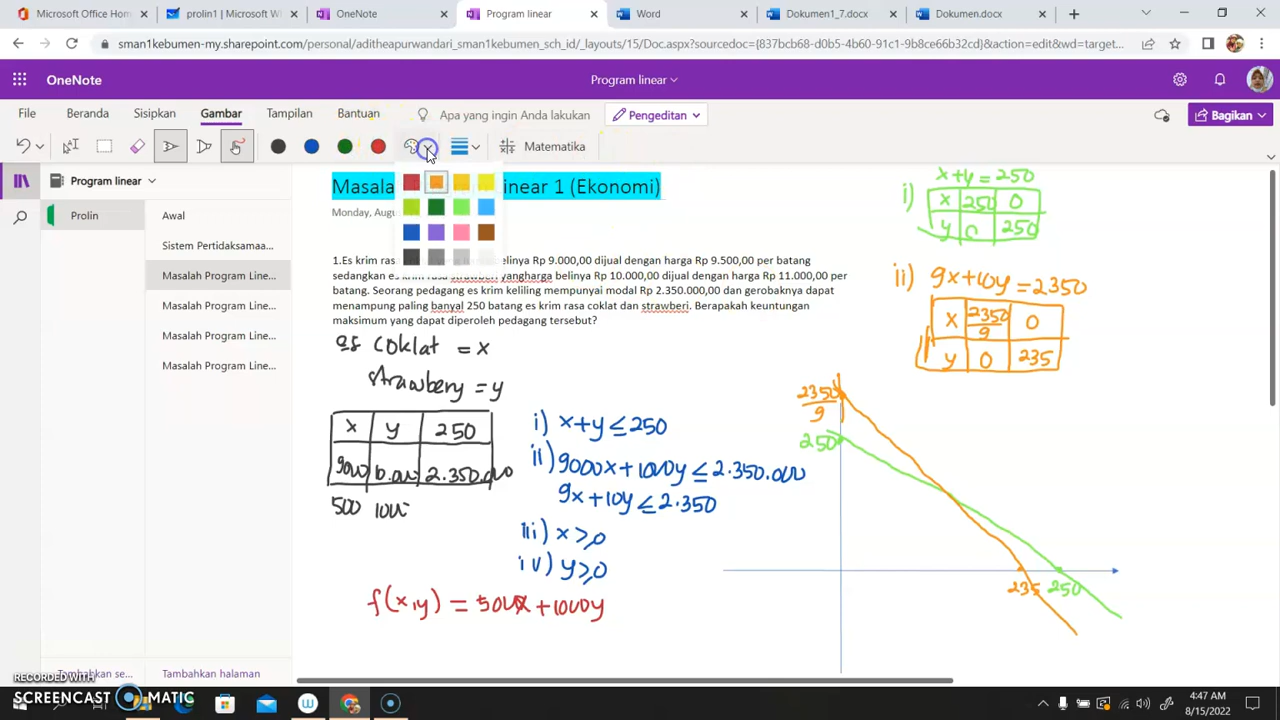 Microsoft Office Hom
prolin1 | Microsoft W
OneNote
Program linear
Word
Dokumen1_7.docx
Dokumen.docx
sman1kebumen-my.sharepoint.com/personal/aditheapurwandari_sman1kebumen_sch_id/_layouts/15/Doc.aspx?sourcedoc={837bcb68-d0b5-4b60-91c1-9b8ce66b32cd}&action=edit&wd=target...
OneNote
Program linear
File
Beranda
Sisipkan
Gambar
Tampilan
Bantuan
Apa yang ingin Anda lakukan
Pengeditan
Bagikan
Matematika
Program linear
Prolin
Awal
Sistem Pertidaksamaa...
Masalah Program Line...
Masalah Program Line...
Masalah Program Line...
Masalah Program Line...
Tambahkan se...
Tambahkan halaman
Masala
inear 1 (Ekonomi)
Monday, Augu
1.Es krim ras
elinya Rp 9.000,00 dijual dengan harga Rp 9.500,00 per batang
sedangkan es krim rasa strawberi yangharga belinya Rp 10.000 dijual dengan harga Rp 11.000,00 per
batang. Seorang pedagang es krim keliling mempunyai modal Rp 2.350.000,00 dan gerobaknya dapat
menampung paling banyal 250 batang es krim rasa coklat dan strawberi. Berapakah keuntungan
maksimum yang dapat diperoleh pedagang tersebut?
coklat = x
strawbery = y
x y 250
9000 10.000 2.350.000
500 1000
i) x+y ≤ 250
ii) 9000x+1000y ≤ 2.350.000
9x+10y ≤ 2.350
iii) x ≥ 0
iv) y ≥ 0
f(x,y) = 500x +1000y
x+y = 250
i)
x 250 0
y 0 250
ii) 9x+10y = 2350
x 2350/9 0
y 0 235
2350/9
250
235 250
RECORDED WITH
SCREENCAST MATIC
4:47 AM
8/15/2022